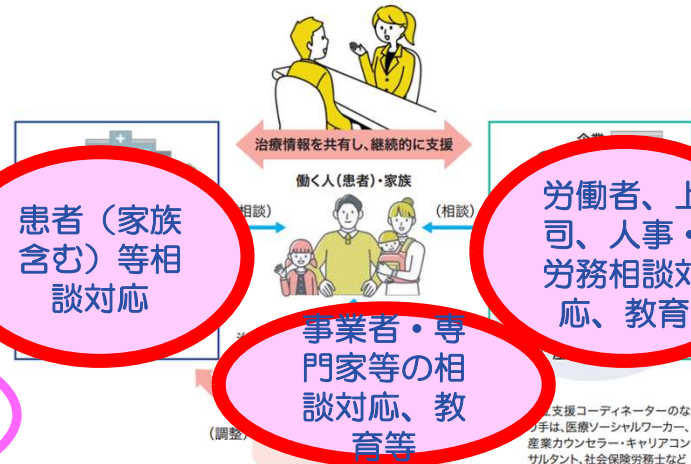 治療情報を共有し、継続的に支援
働く人(患者)・家族
相談)
(相談)
患者（家族
含む）等相
談対応
労働者、上
司、人事・
労務相談対
応、教育
事業者・専
門家等の相
談対応、教
育等
(調整)
支援コーディネーターのな
手は、医療ソーシャルワーカー、
産業カウンセラー・キャリアコン
サルタント、社会保険労務士など